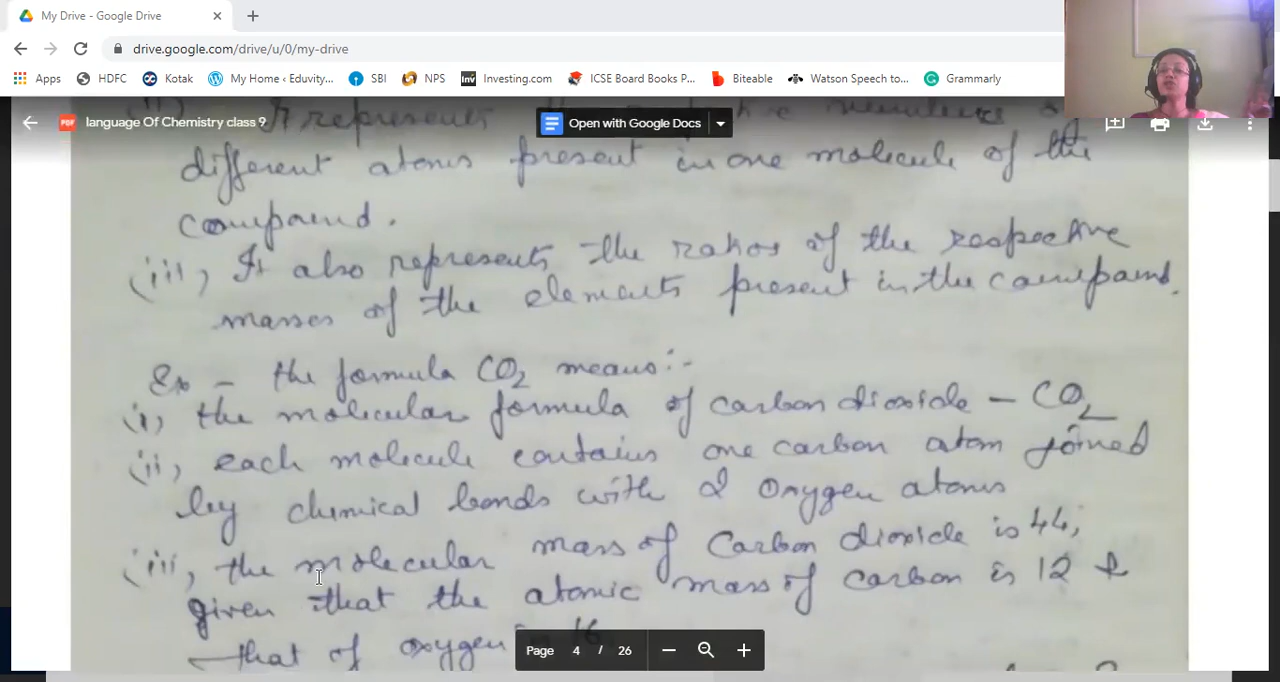 My Drive - Google Drive
drive.google.com/drive/u/0/my-drive
Apps HDFC Kotak My Home ‹ Eduvity... SBI NPS Inv Investing.com ICSE Board Books P... Biteable Watson Speech to... Grammarly
PDF language Of Chemistry class 9 Open with Google Docs
represents
different atoms present in one molecule of the
compound.
(iii) It also represents the ratios of the respective
masses of the elements present in the compound.
Ex - the formula CO2 means:-
(i) the molecular formula of carbon dioxide - CO2
(ii) each molecule contains one carbon atom joined
by chemical bonds with 2 oxygen atoms
(iii) the molecular mass of Carbon dioxide is 44,
given that the atomic mass of carbon is 12 &
that of oxygen 16
Page 4 / 26